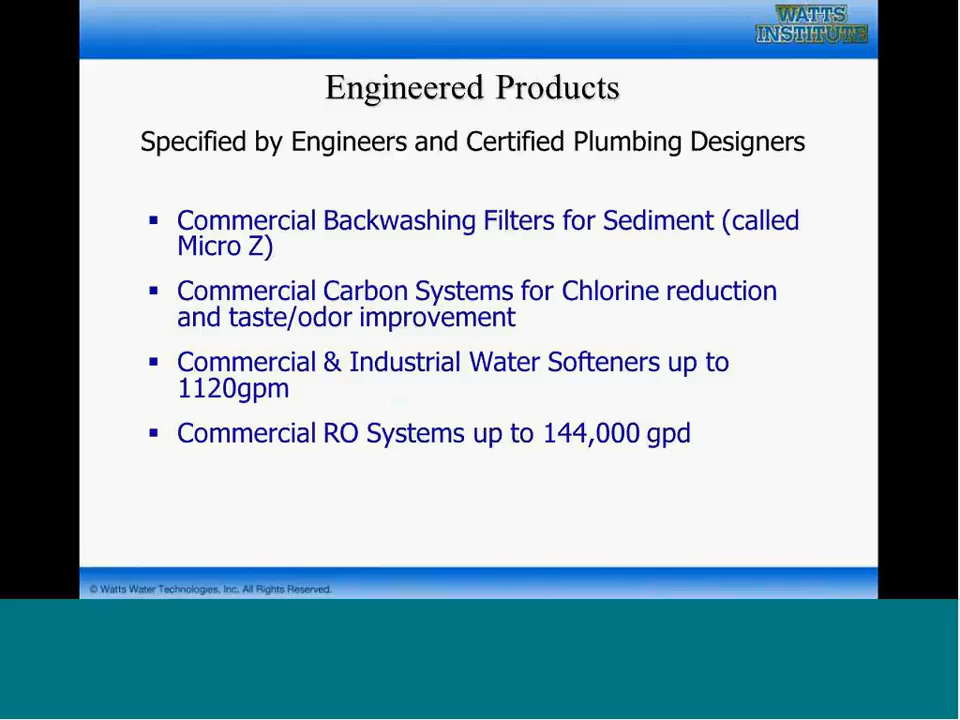 WATTS
INSTITUTE
Engineered Products
Specified by Engineers and Certified Plumbing Designers
▪ Commercial Backwashing Filters for Sediment (called
Micro Z)
▪ Commercial Carbon Systems for Chlorine reduction
and taste/odor improvement
▪ Commercial & Industrial Water Softeners up to
1120gpm
▪ Commercial RO Systems up to 144,000 gpd
© Watts Water Technologies, Inc. All Rights Reserved.